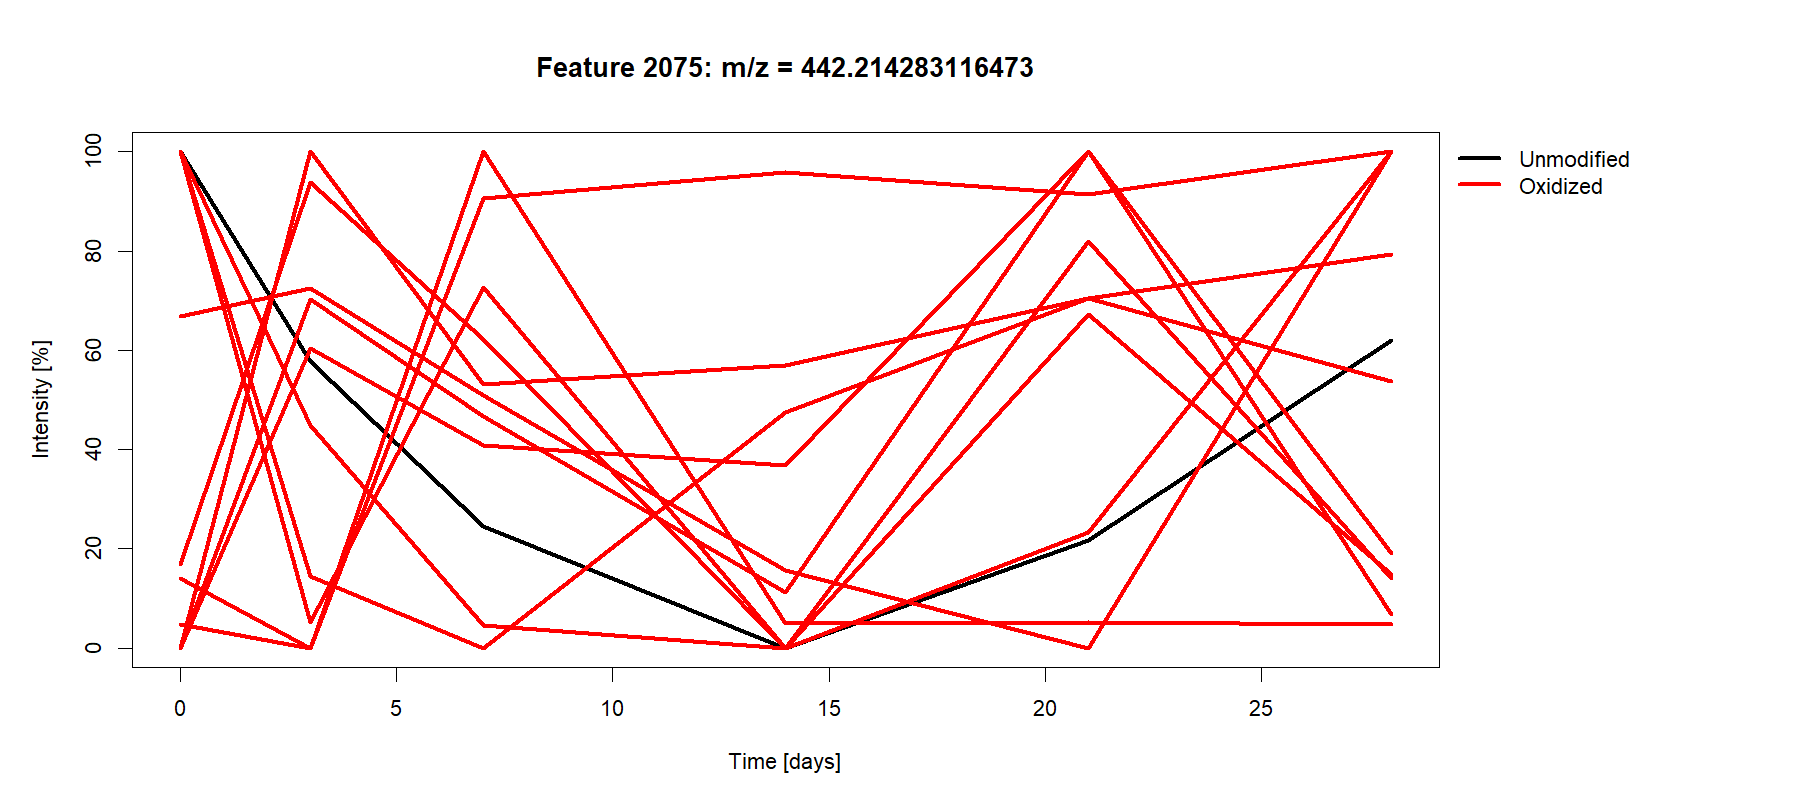 Feature 2075: m/z = 442.214283116473
100
80
60
40
20
0
Intensity [%]
0 5 10 15 20 25
Time [days]
Unmodified
Oxidized